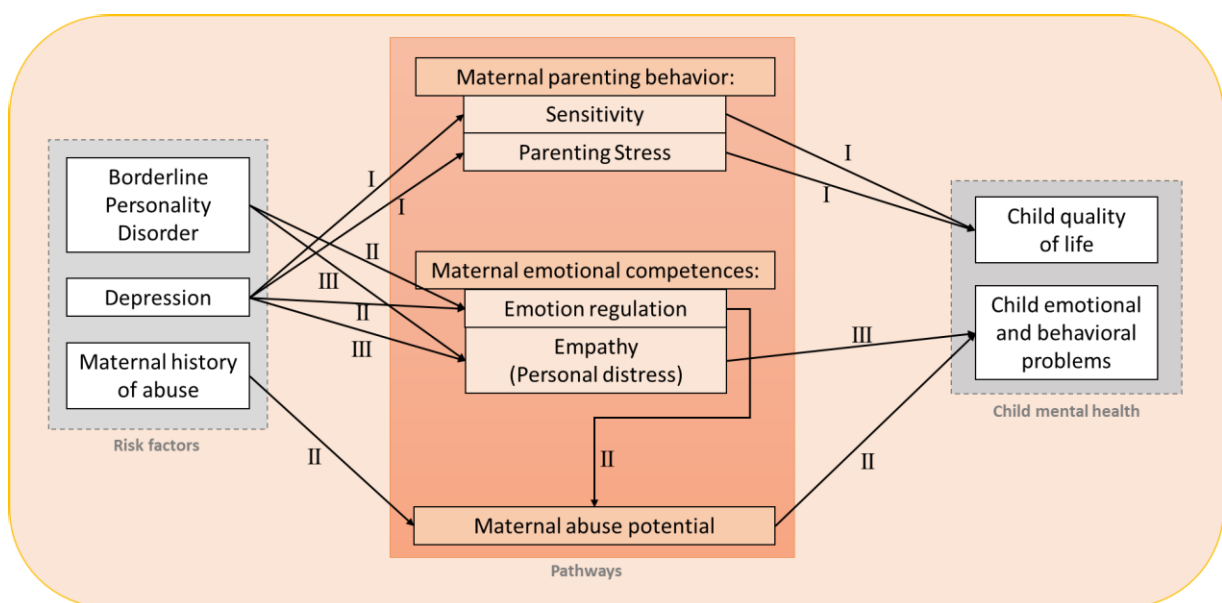 Borderline
Personality
Disorder
Depression
Maternal history
of abuse
Risk factors
I
I
II
III
II
III
II
Maternal parenting behavior:
Sensitivity
Parenting Stress
Maternal emotional competences:
Emotion regulation
Empathy
(Personal distress)
II
Maternal abuse potential
Pathways
I
I
III
II
Child quality
of life
Child emotional
and behavioral
problems
Child mental health